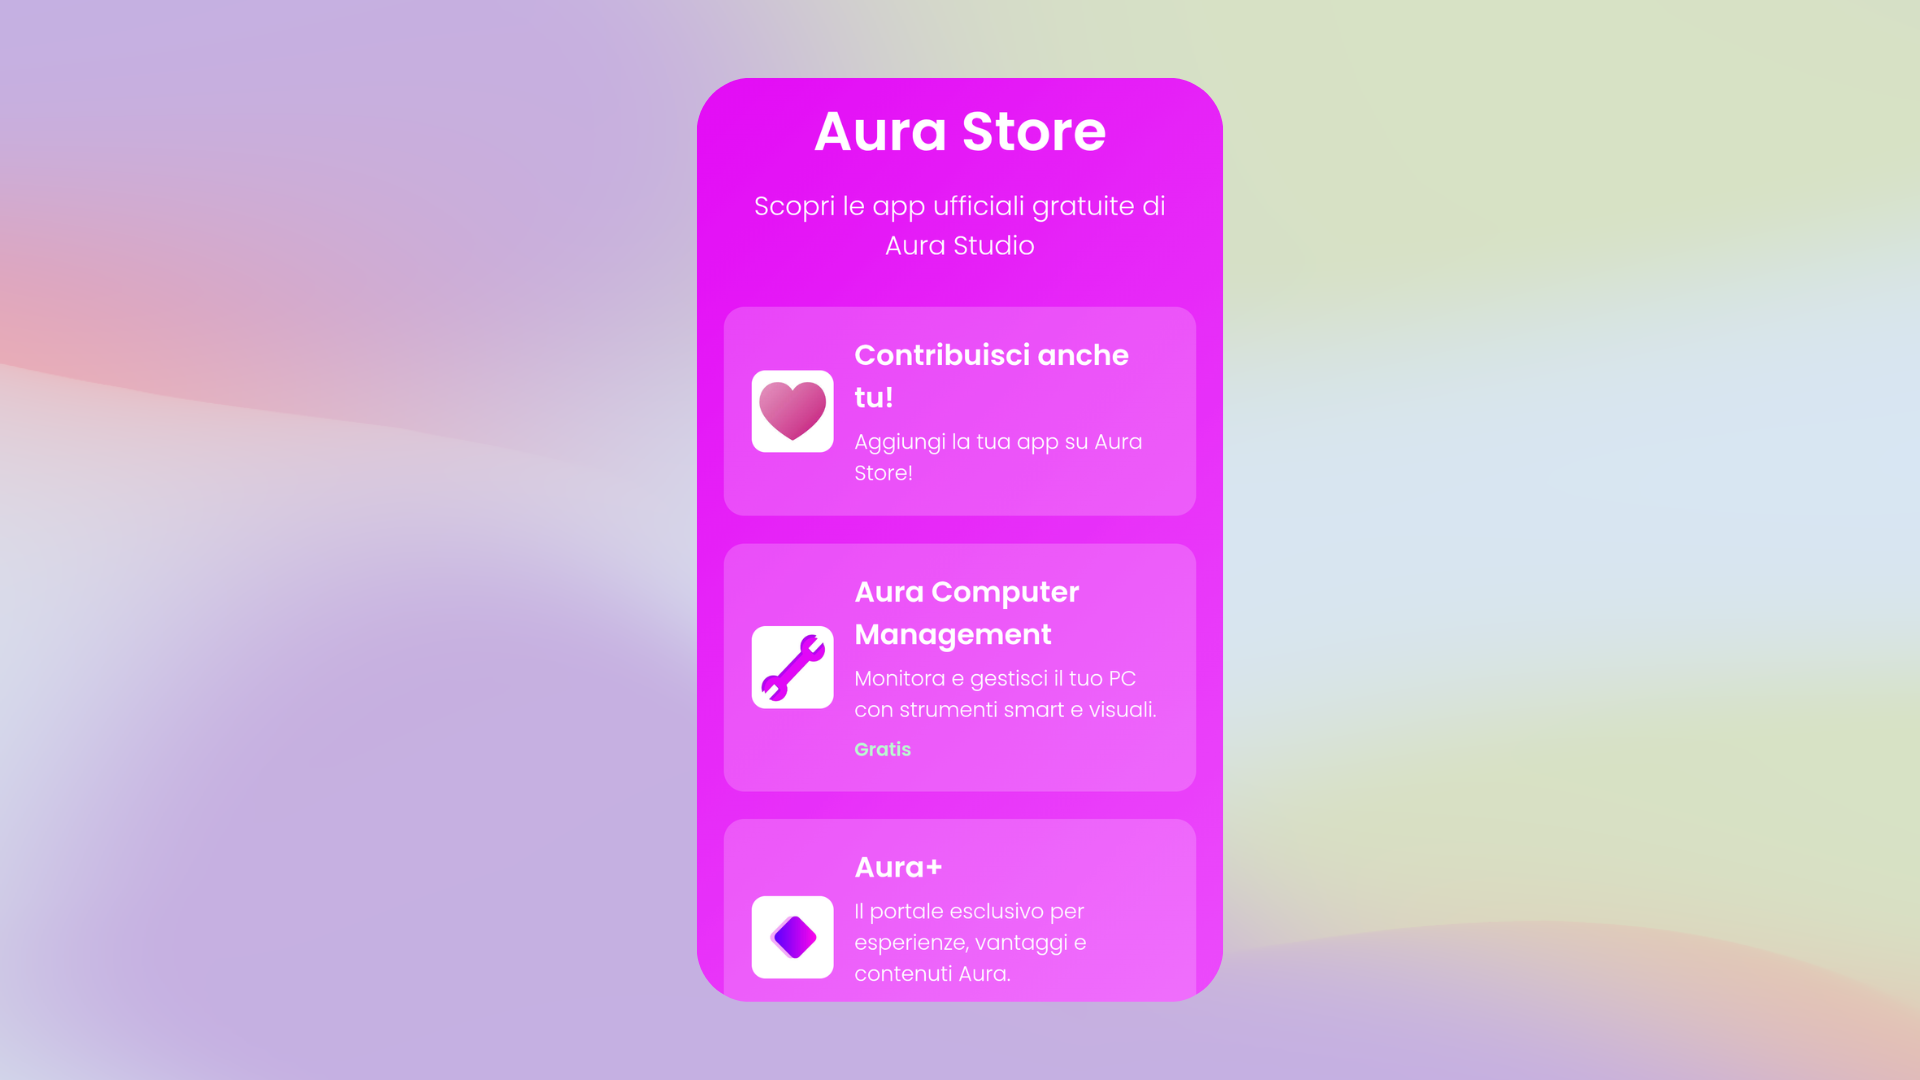 Aura Store
Scopri le app ufficiali gratuite di
Aura Studio
Contribuisci anche
tu!
Aggiungi la tua app su Aura
Store!
Aura Computer
Management
Monitora e gestisci il tuo PC
con strumenti smart e visuali.
Gratis
Aura+
Il portale esclusivo per
esperienze, vantaggi e
contenuti Aura.